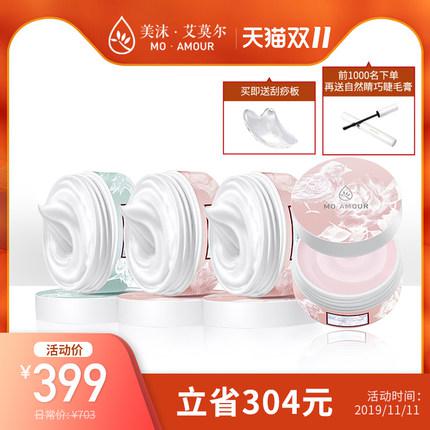 美沫·艾莫尔
MO·AMOUR
天猫双11
买即送刮痧板
前1000名下单
再送自然睛巧睫毛膏
MO AMOUR
活动价
¥399
日常价:¥703
立省304元
活动时间:
2019/11/11